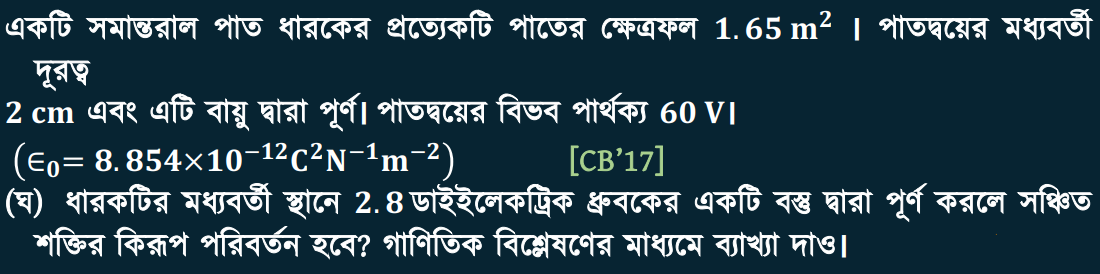 একটি সমান্তরাল পাত ধারকের প্রত্যেকটি পাতের ক্ষেত্রফল 1.65 m² । পাতদ্বয়ের মধ্যবর্তী
দূরত্ব
2 cm এবং এটি বায়ু দ্বারা পূর্ণ। পাতদ্বয়ের বিভব পার্থক্য 60 V।
(∈₀= 8.854×10⁻¹²C²N⁻¹m⁻²) [CB’17]
(ঘ) ধারকটির মধ্যবর্তী স্থানে 2.8 ডাইইলেকট্রিক ধ্রুবকের একটি বস্তু দ্বারা পূর্ণ করলে সঞ্চিত
শক্তির কিরূপ পরিবর্তন হবে? গাণিতিক বিশ্লেষণের মাধ্যমে ব্যাখ্যা দাও।